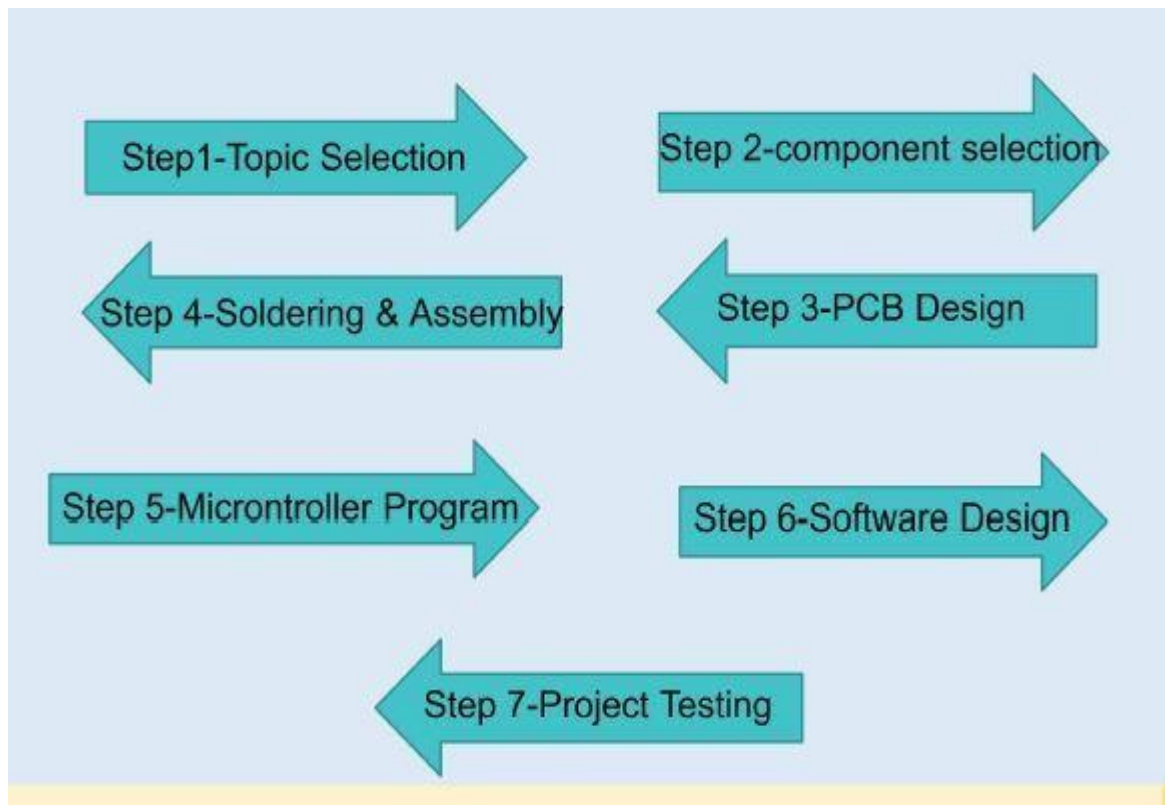 Step1-Topic Selection
Step 2-component selection
Step 4-Soldering & Assembly
Step 3-PCB Design
Step 5-Microntroller Program
Step 6-Software Design
Step 7-Project Testing